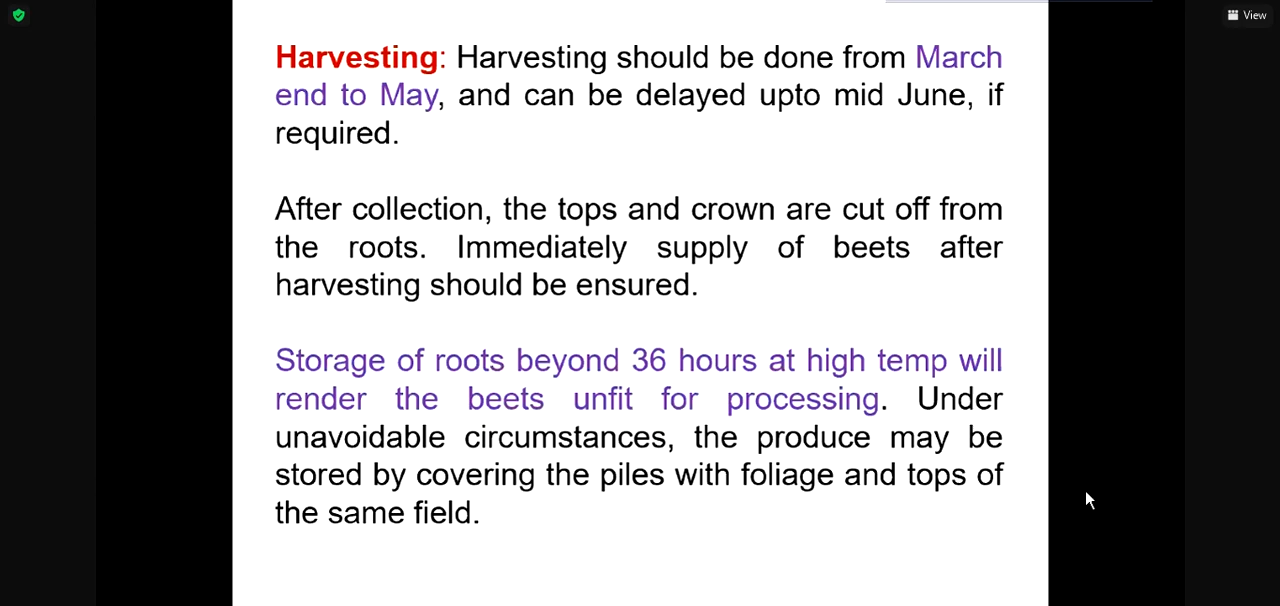 View
Harvesting: Harvesting should be done from March
end to May, and can be delayed upto mid June, if
required.
After collection, the tops and crown are cut off from
the roots. Immediately supply of beets after
harvesting should be ensured.
Storage of roots beyond 36 hours at high temp will
render the beets unfit for processing. Under
unavoidable circumstances, the produce may be
stored by covering the piles with foliage and tops of
the same field.